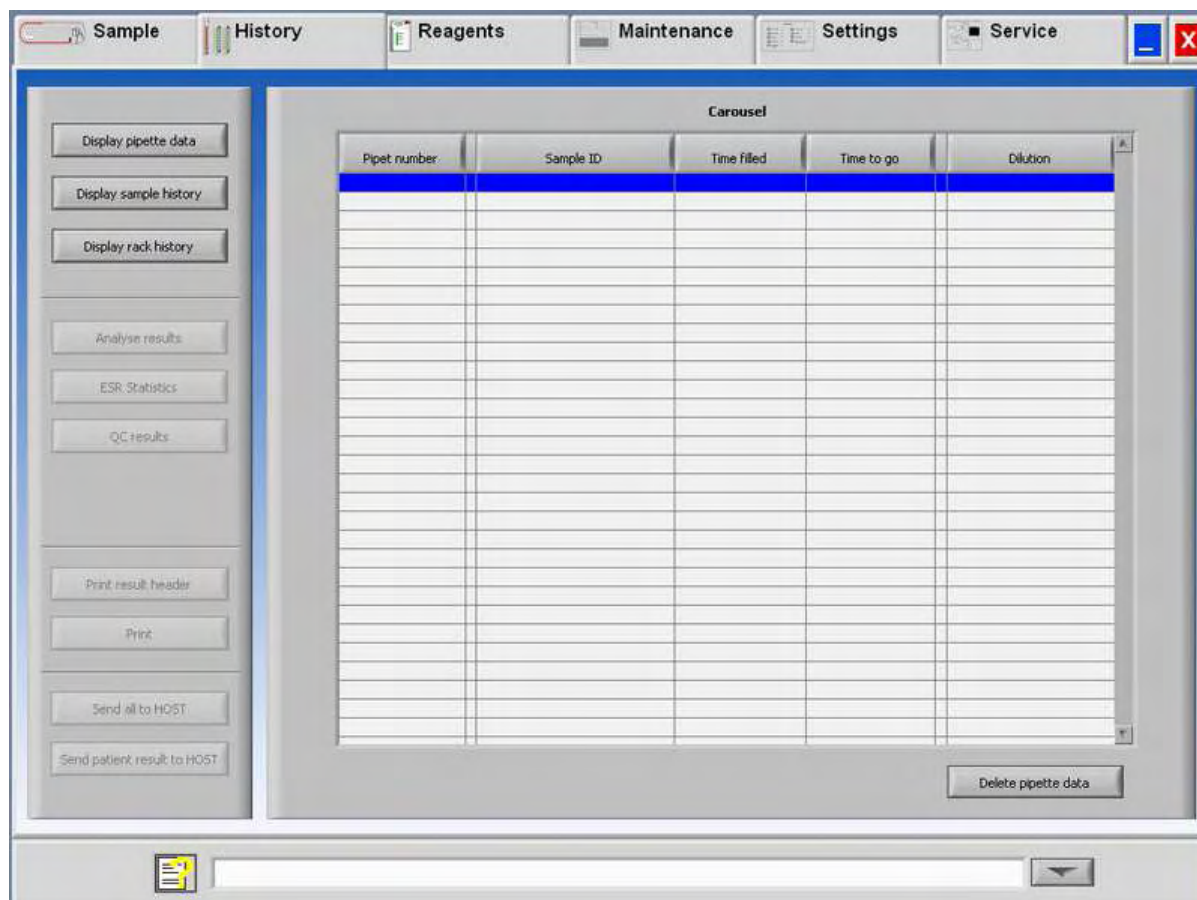 Sample
History
Reagents
Maintenance
Settings
Service
X
Display pipette data
Display sample history
Display rack history
Analyse results
ESR Statistics
QC results
Print result header
Print
Send all to HOST
Send patient result to HOST
Carousel
Pipet number
Sample ID
Time filled
Time to go
Dilution
Delete pipette data
?